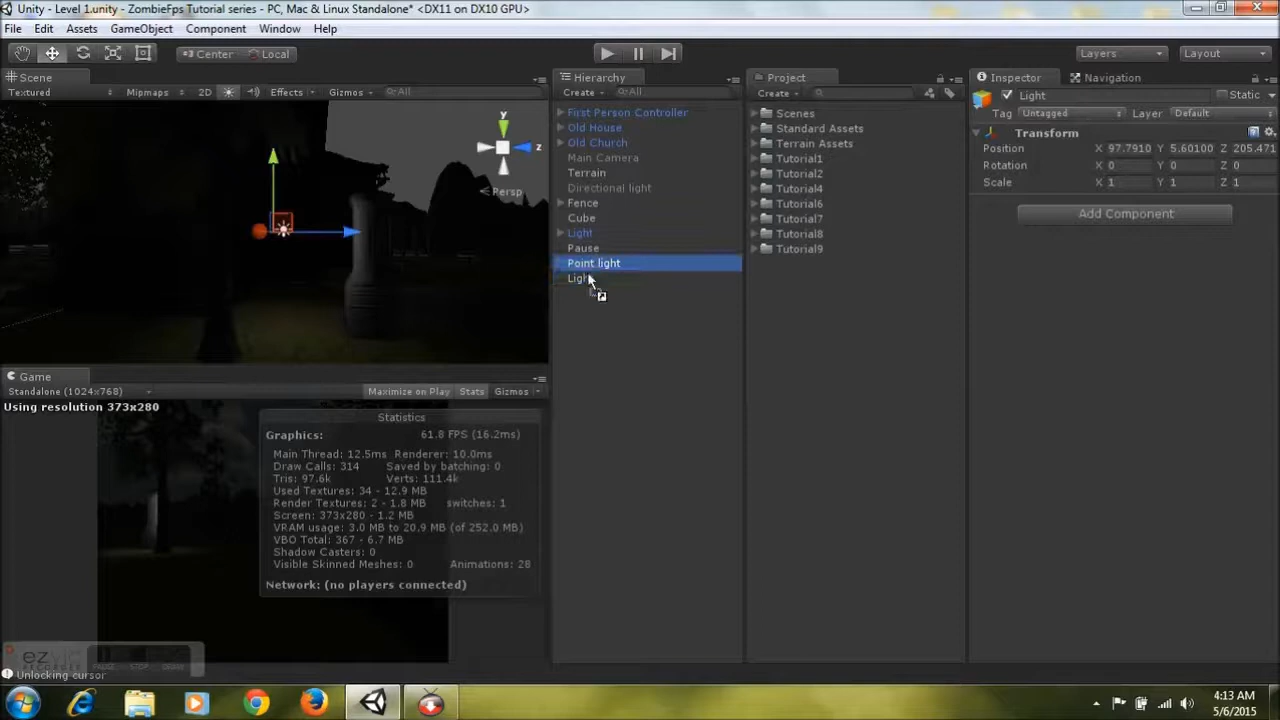 Unity - Level 1.unity - ZombieFps Tutorial series - PC, Mac & Linux Standalone* <DX11 on DX10 GPU>
File Edit Assets GameObject Component Window Help
Center Local Layers Layout
Scene
Textured Mipmaps 2D Effects Gizmos All
y
z
Persp
Game
Standalone (1024x768) Maximize on Play Stats Gizmos
Using resolution 373x280
Statistics
Graphics: 61.8 FPS (16.2ms)
Main Thread: 12.5ms Renderer: 10.0ms
Draw Calls: 314 Saved by batching: 0
Tris: 97.6k Verts: 111.4k
Used Textures: 34 - 12.9 MB
Render Textures: 2 - 1.8 MB switches: 1
Screen: 373x280 - 1.2 MB
VRAM usage: 3.0 MB to 20.9 MB (of 252.0 MB)
VBO Total: 367 - 6.7 MB
Shadow Casters: 0
Visible Skinned Meshes: 0 Animations: 28
Network: (no players connected)
PAUSE STOP DRAW
Unlocking cursor
Hierarchy
Create All
First Person Controller
Old House
Old Church
Main Camera
Terrain
Directional light
Fence
Cube
Light
Pause
Point light
Project
Create
Scenes
Standard Assets
Terrain Assets
Tutorial1
Tutorial2
Tutorial4
Tutorial6
Tutorial7
Tutorial8
Tutorial9
Inspector Navigation
Light Static
Tag Untagged Layer Default
Transform
Position X 97.7910 Y 5.60100 Z 205.471
Rotation X 0 Y 0 Z 0
Scale X 1 Y 1 Z 1
Add Component
4:13 AM
5/6/2015